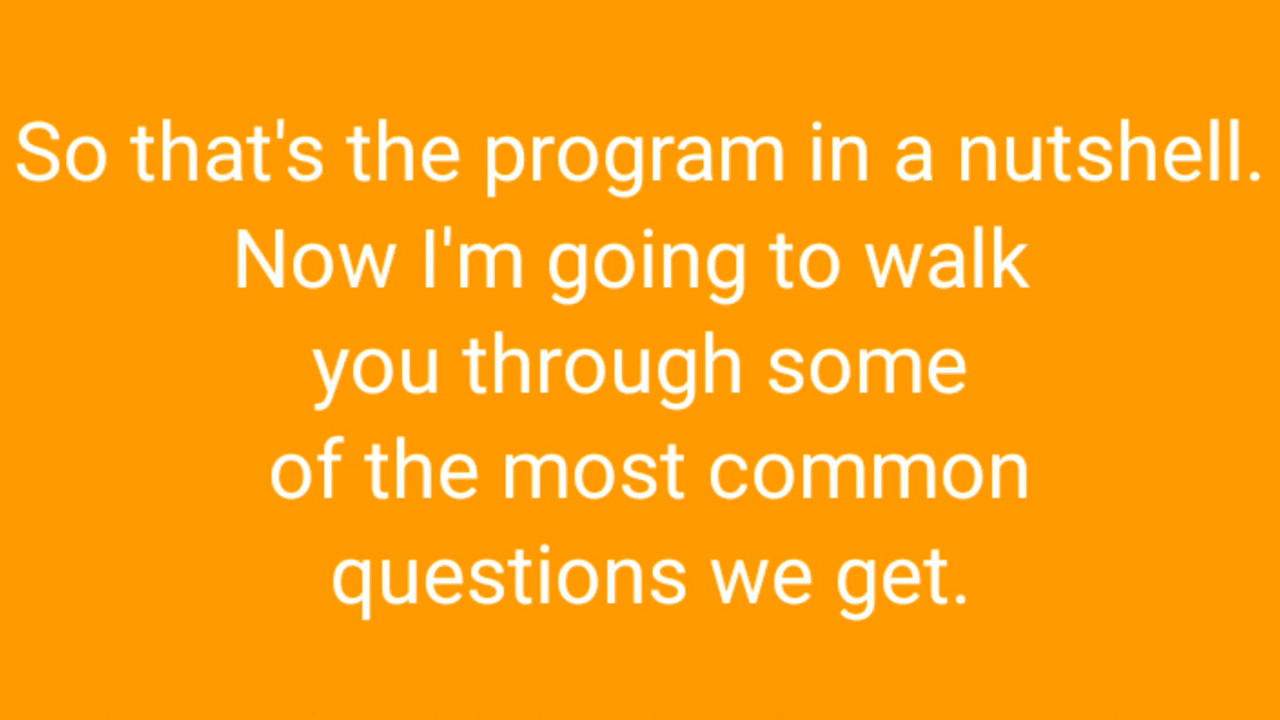 So that's the program in a nutshell.
Now I'm going to walk
you through some
of the most common
questions we get.